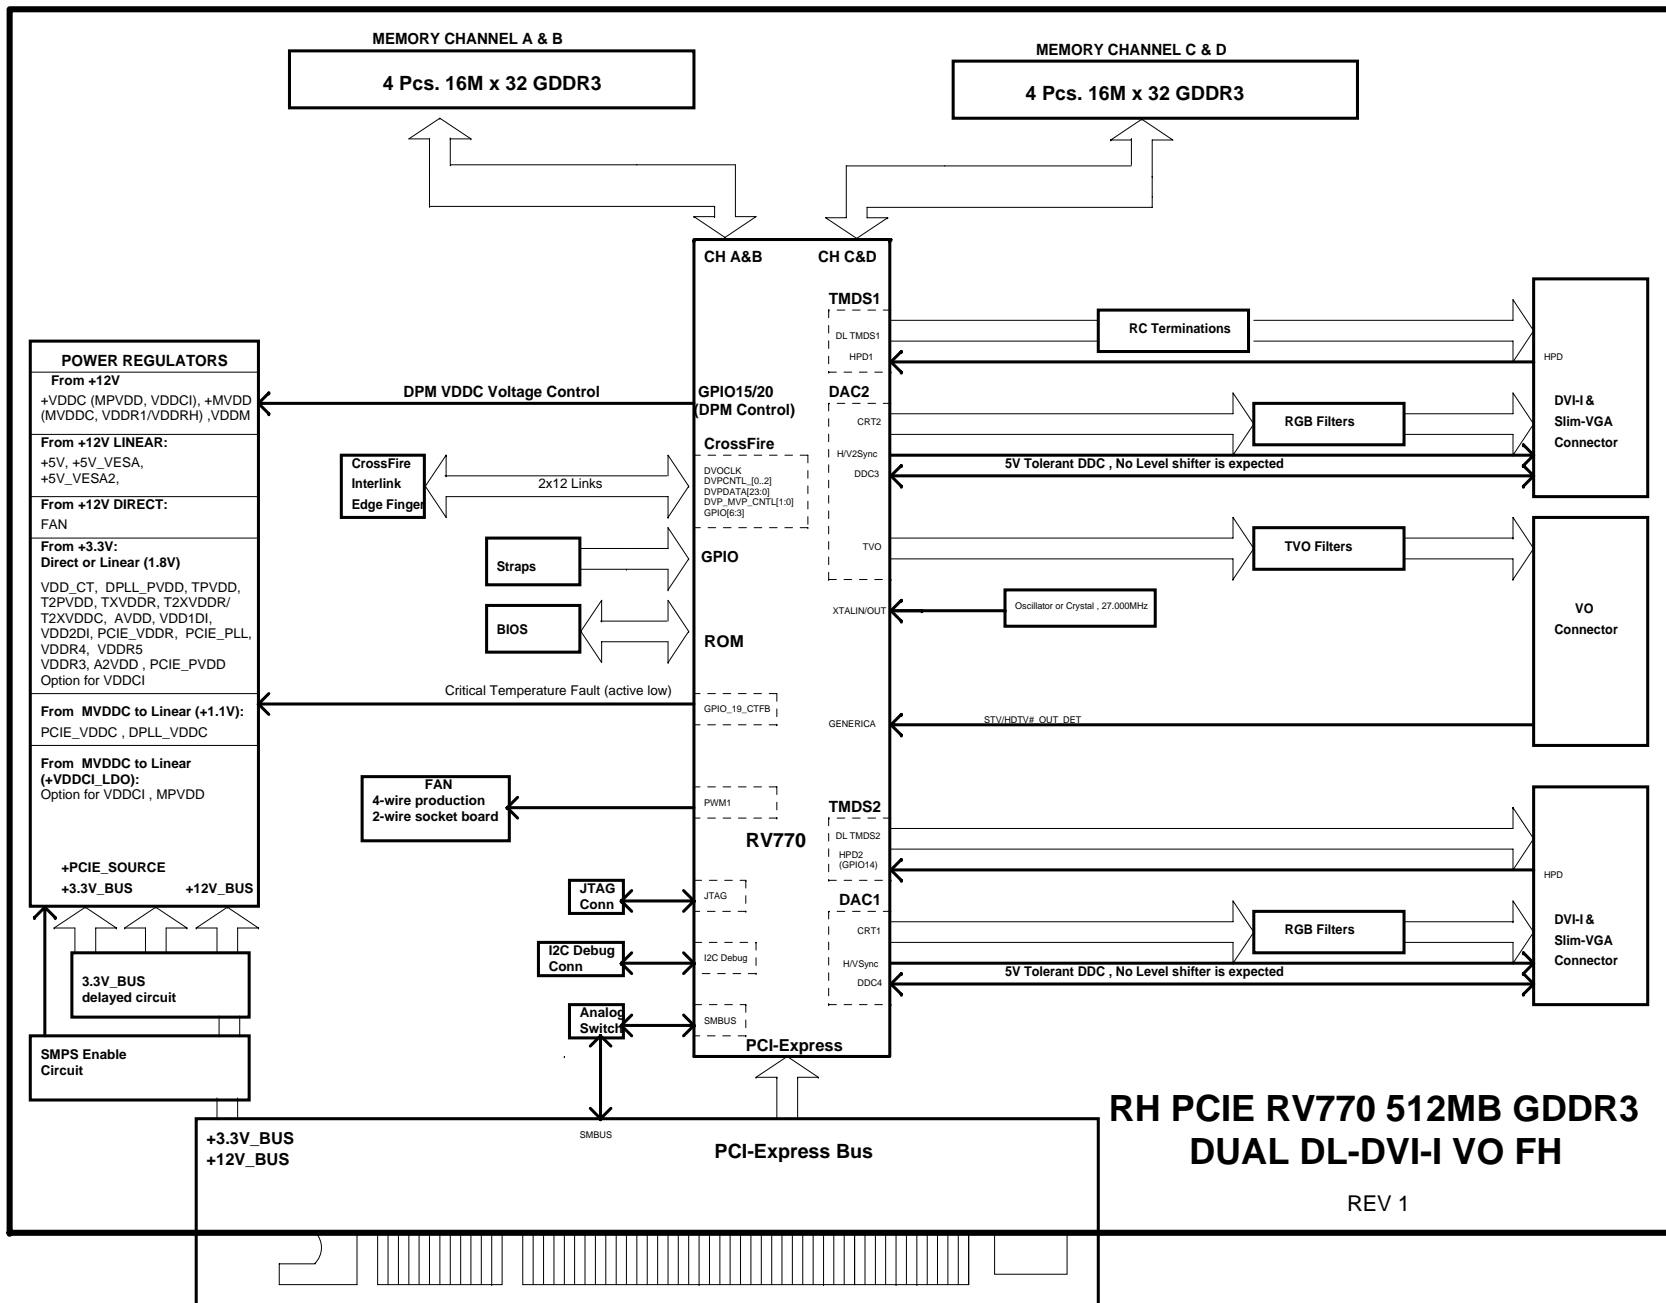 MEMORY CHANNEL A & B
4 Pcs. 16M x 32 GDDR3
MEMORY CHANNEL C & D
4 Pcs. 16M x 32 GDDR3
CH A&B
CH C&D
TMDS1
DL TMDS1
HPD1
RC Terminations
HPD
DVI-I &
Slim-VGA
Connector
POWER REGULATORS
From +12V
+VDDC (MPVDD, VDDCI), +MVDD
(MVDDC, VDDR1/VDDRH) ,VDDM
From +12V LINEAR:
+5V, +5V_VESA,
+5V_VESA2,
From +12V DIRECT:
FAN
From +3.3V:
Direct or Linear (1.8V)
VDD_CT, DPLL_PVDD, TPVDD,
T2PVDD, TXVDDR, T2XVDDR/
T2XVDDC, AVDD, VDD1DI,
VDD2DI, PCIE_VDDR, PCIE_PLL,
VDDR4, VDDR5
VDDR3, A2VDD , PCIE_PVDD
Option for VDDCI
From MVDDC to Linear (+1.1V):
PCIE_VDDC , DPLL_VDDC
From MVDDC to Linear
(+VDDCI_LDO):
Option for VDDCI , MPVDD
+PCIE_SOURCE
+3.3V_BUS
+12V_BUS
DPM VDDC Voltage Control
GPIO15/20
(DPM Control)
DAC2
CRT2
RGB Filters
H/V2Sync
5V Tolerant DDC , No Level shifter is expected
DDC3
CrossFire
DVOCLK
DVPCNTL_[0..2]
DVPDATA[23:0]
DVP_MVP_CNTL[1:0]
GPIO[6:3]
CrossFire
Interlink
Edge Finger
2x12 Links
TVO
TVO Filters
Straps
GPIO
BIOS
ROM
XTALIN/OUT
Oscillator or Crystal , 27.000MHz
VO
Connector
Critical Temperature Fault (active low)
GPIO_19_CTFB
GENERICA
STV/HDTV# OUT DET
FAN
4-wire production
2-wire socket board
PWM1
TMDS2
RV770
DL TMDS2
HPD2
(GPIO14)
HPD
JTAG
Conn
JTAG
DAC1
CRT1
RGB Filters
DVI-I &
Slim-VGA
Connector
I2C Debug
Conn
I2C Debug
H/VSync
5V Tolerant DDC , No Level shifter is expected
DDC4
3.3V_BUS
delayed circuit
Analog
Switch
SMBUS
PCI-Express
SMPS Enable
Circuit
+3.3V_BUS
+12V_BUS
SMBUS
PCI-Express Bus
RH PCIE RV770 512MB GDDR3
DUAL DL-DVI-I VO FH
REV 1